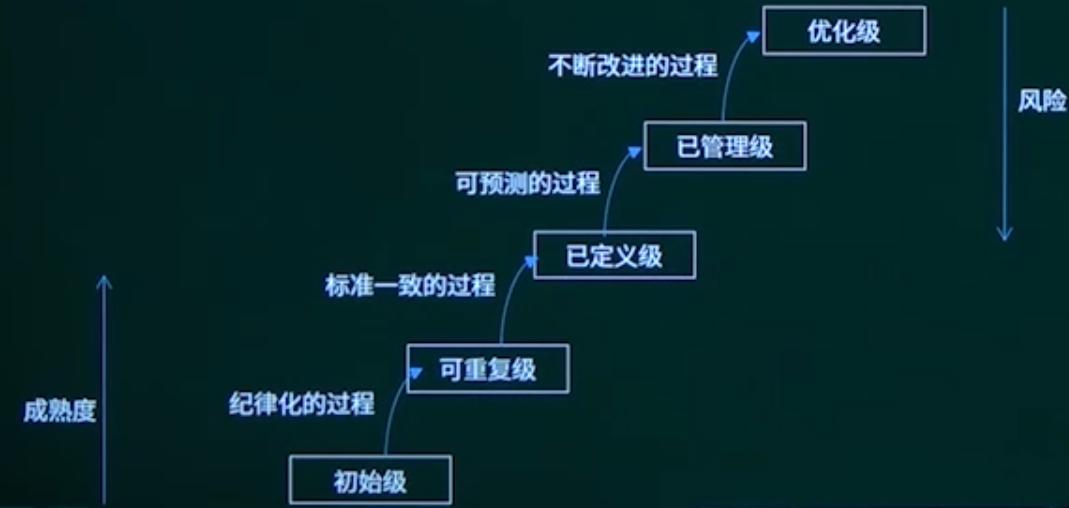 优化级
不断改进的过程
风险
已管理级
可预测的过程
已定义级
标准一致的过程
可重复级
纪律化的过程
成熟度
初始级